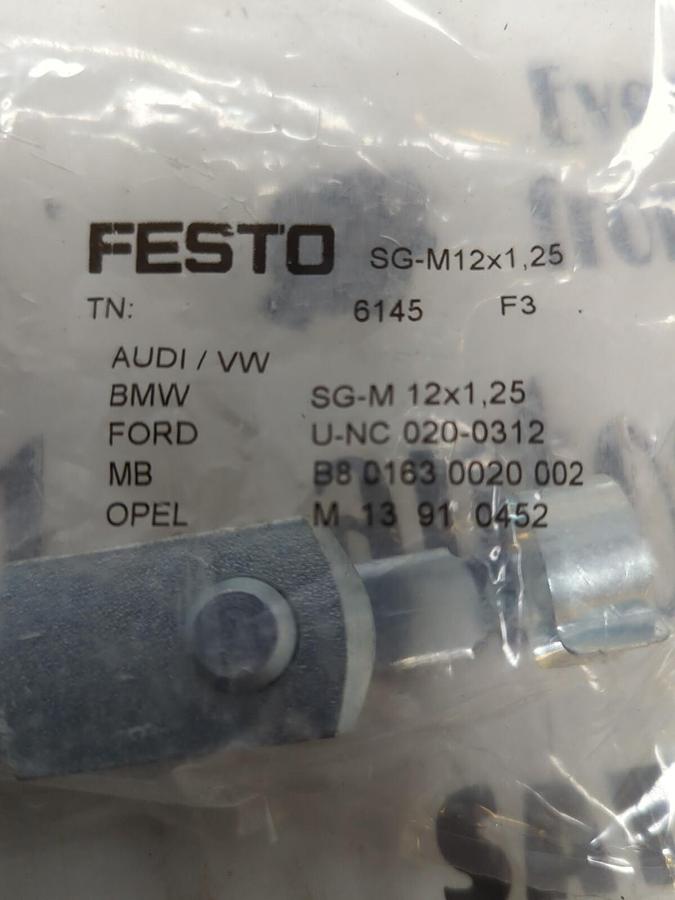 FESTO SG-M12x1,25
TN: 6145 F3
AUDI / VW
BMW SG-M 12x1,25
FORD U-NC 020-0312
MB B8 0163 0020 002
OPEL M 13 91 0452